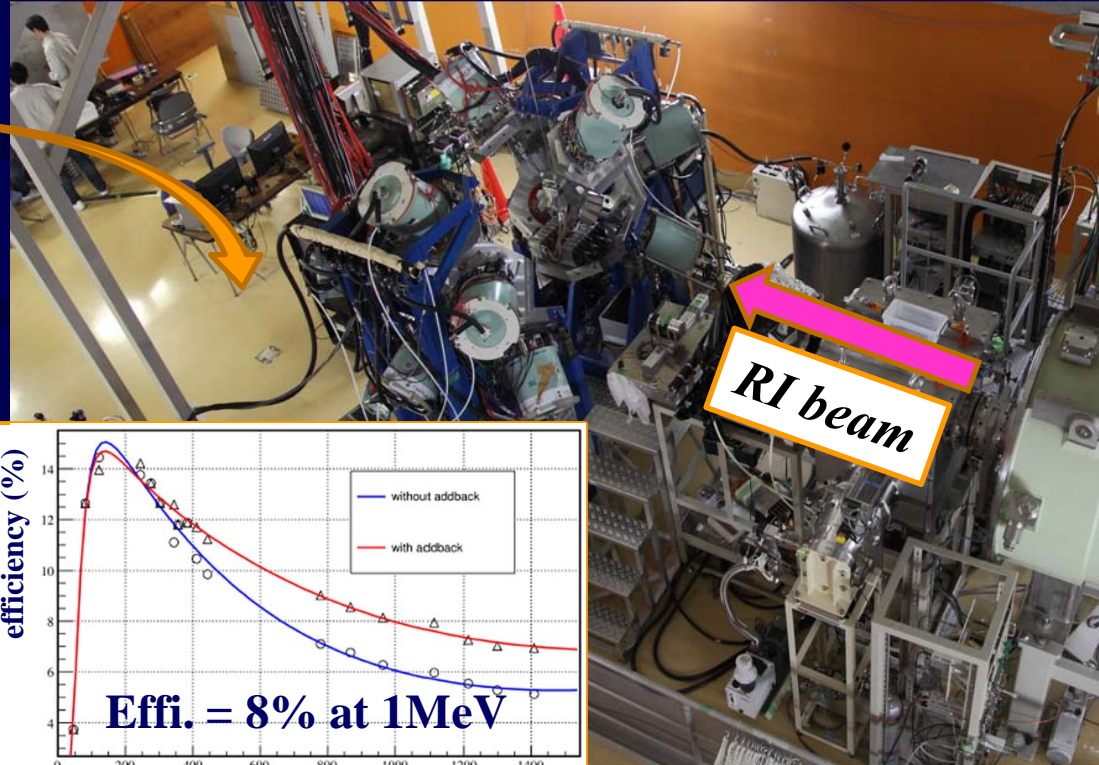 RI beam
efficiency (%)
14
12
10
8
6
4
without addback
with addback
Effi. = 8% at 1MeV
0 200 400 600 800 1000 1200 1400